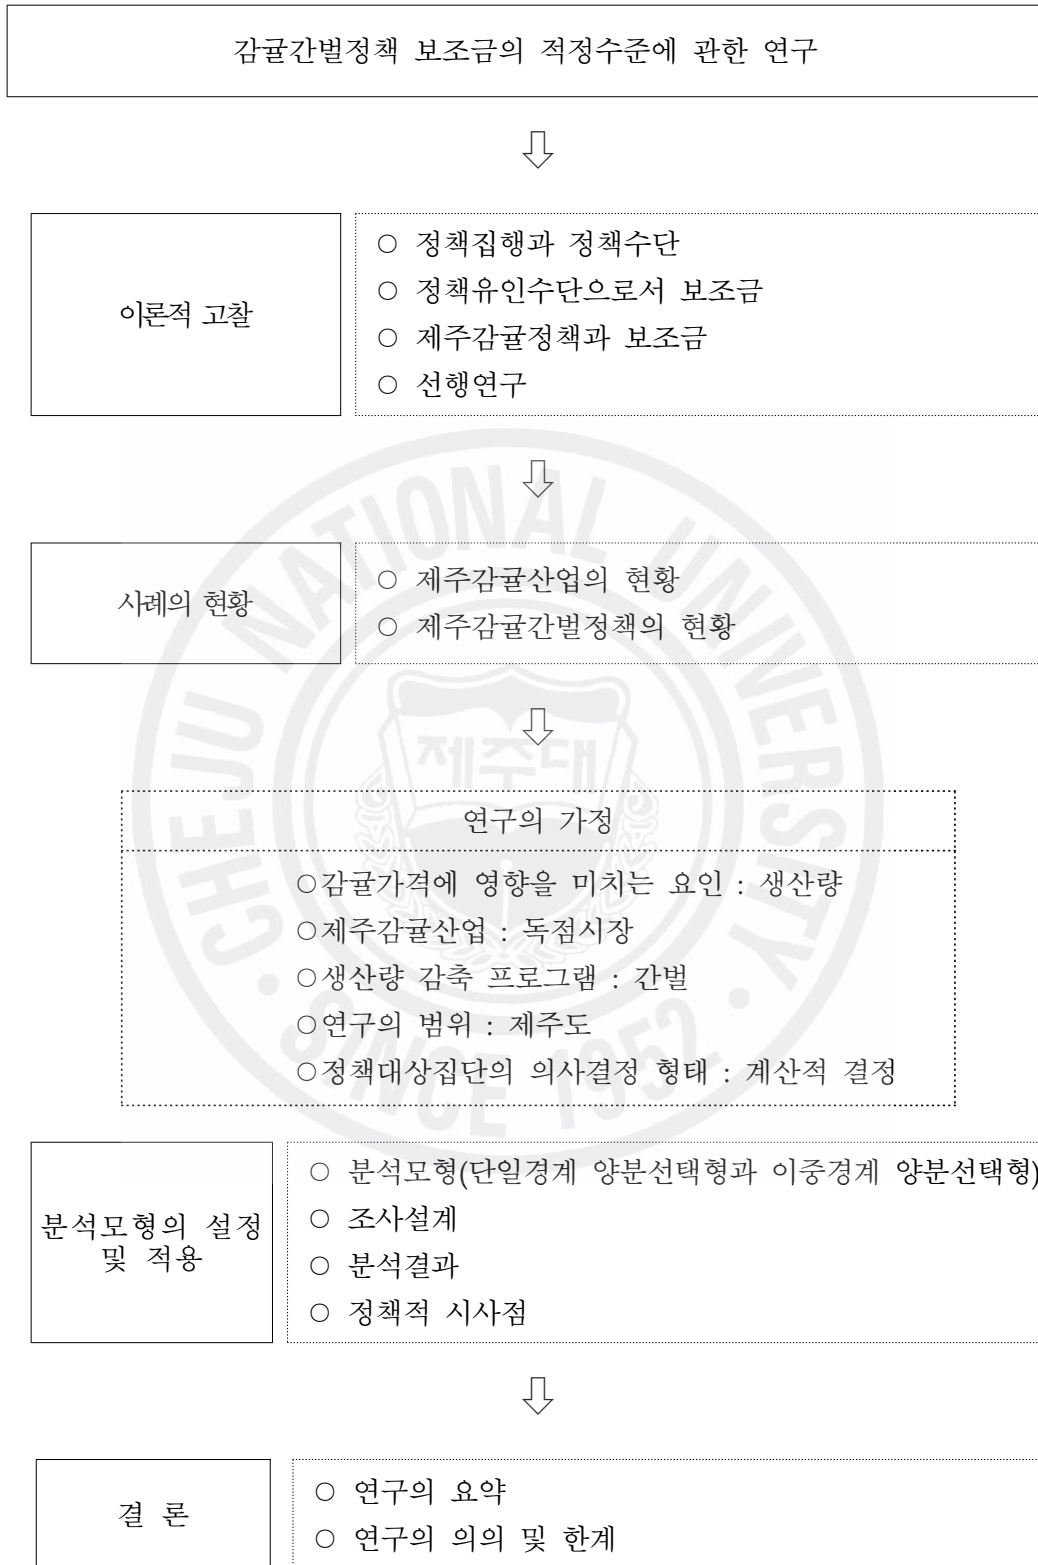 감귤간벌정책 보조금의 적정수준에 관한 연구
이론적 고찰
○ 정책집행과 정책수단
○ 정책유인수단으로서 보조금
○ 제주감귤정책과 보조금
○ 선행연구
사례의 현황
○ 제주감귤산업의 현황
○ 제주감귤간벌정책의 현황
연구의 가정
○감귤가격에 영향을 미치는 요인 : 생산량
○제주감귤산업 : 독점시장
○생산량 감축 프로그램 : 간벌
○연구의 범위 : 제주도
○정책대상집단의 의사결정 형태 : 계산적 결정
분석모형의 설정
및 적용
○ 분석모형(단일경계 양분선택형과 이중경계 양분선택형)
○ 조사설계
○ 분석결과
○ 정책적 시사점
결 론
○ 연구의 요약
○ 연구의 의의 및 한계
CHEJU NATIONAL UNIVERSITY
제주대
SINCE 1952